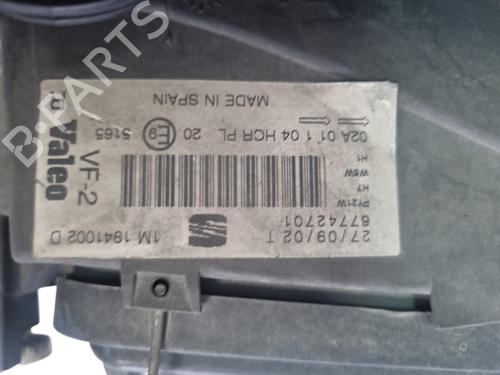 B-PARTS
MADE IN SPAIN
Valeo
VF-2
20 E9 5165
02A 01 1 04 HCR PL
H1
W5W
H7
PY21W
67742701
1M 1941002 D
27/09/02 T